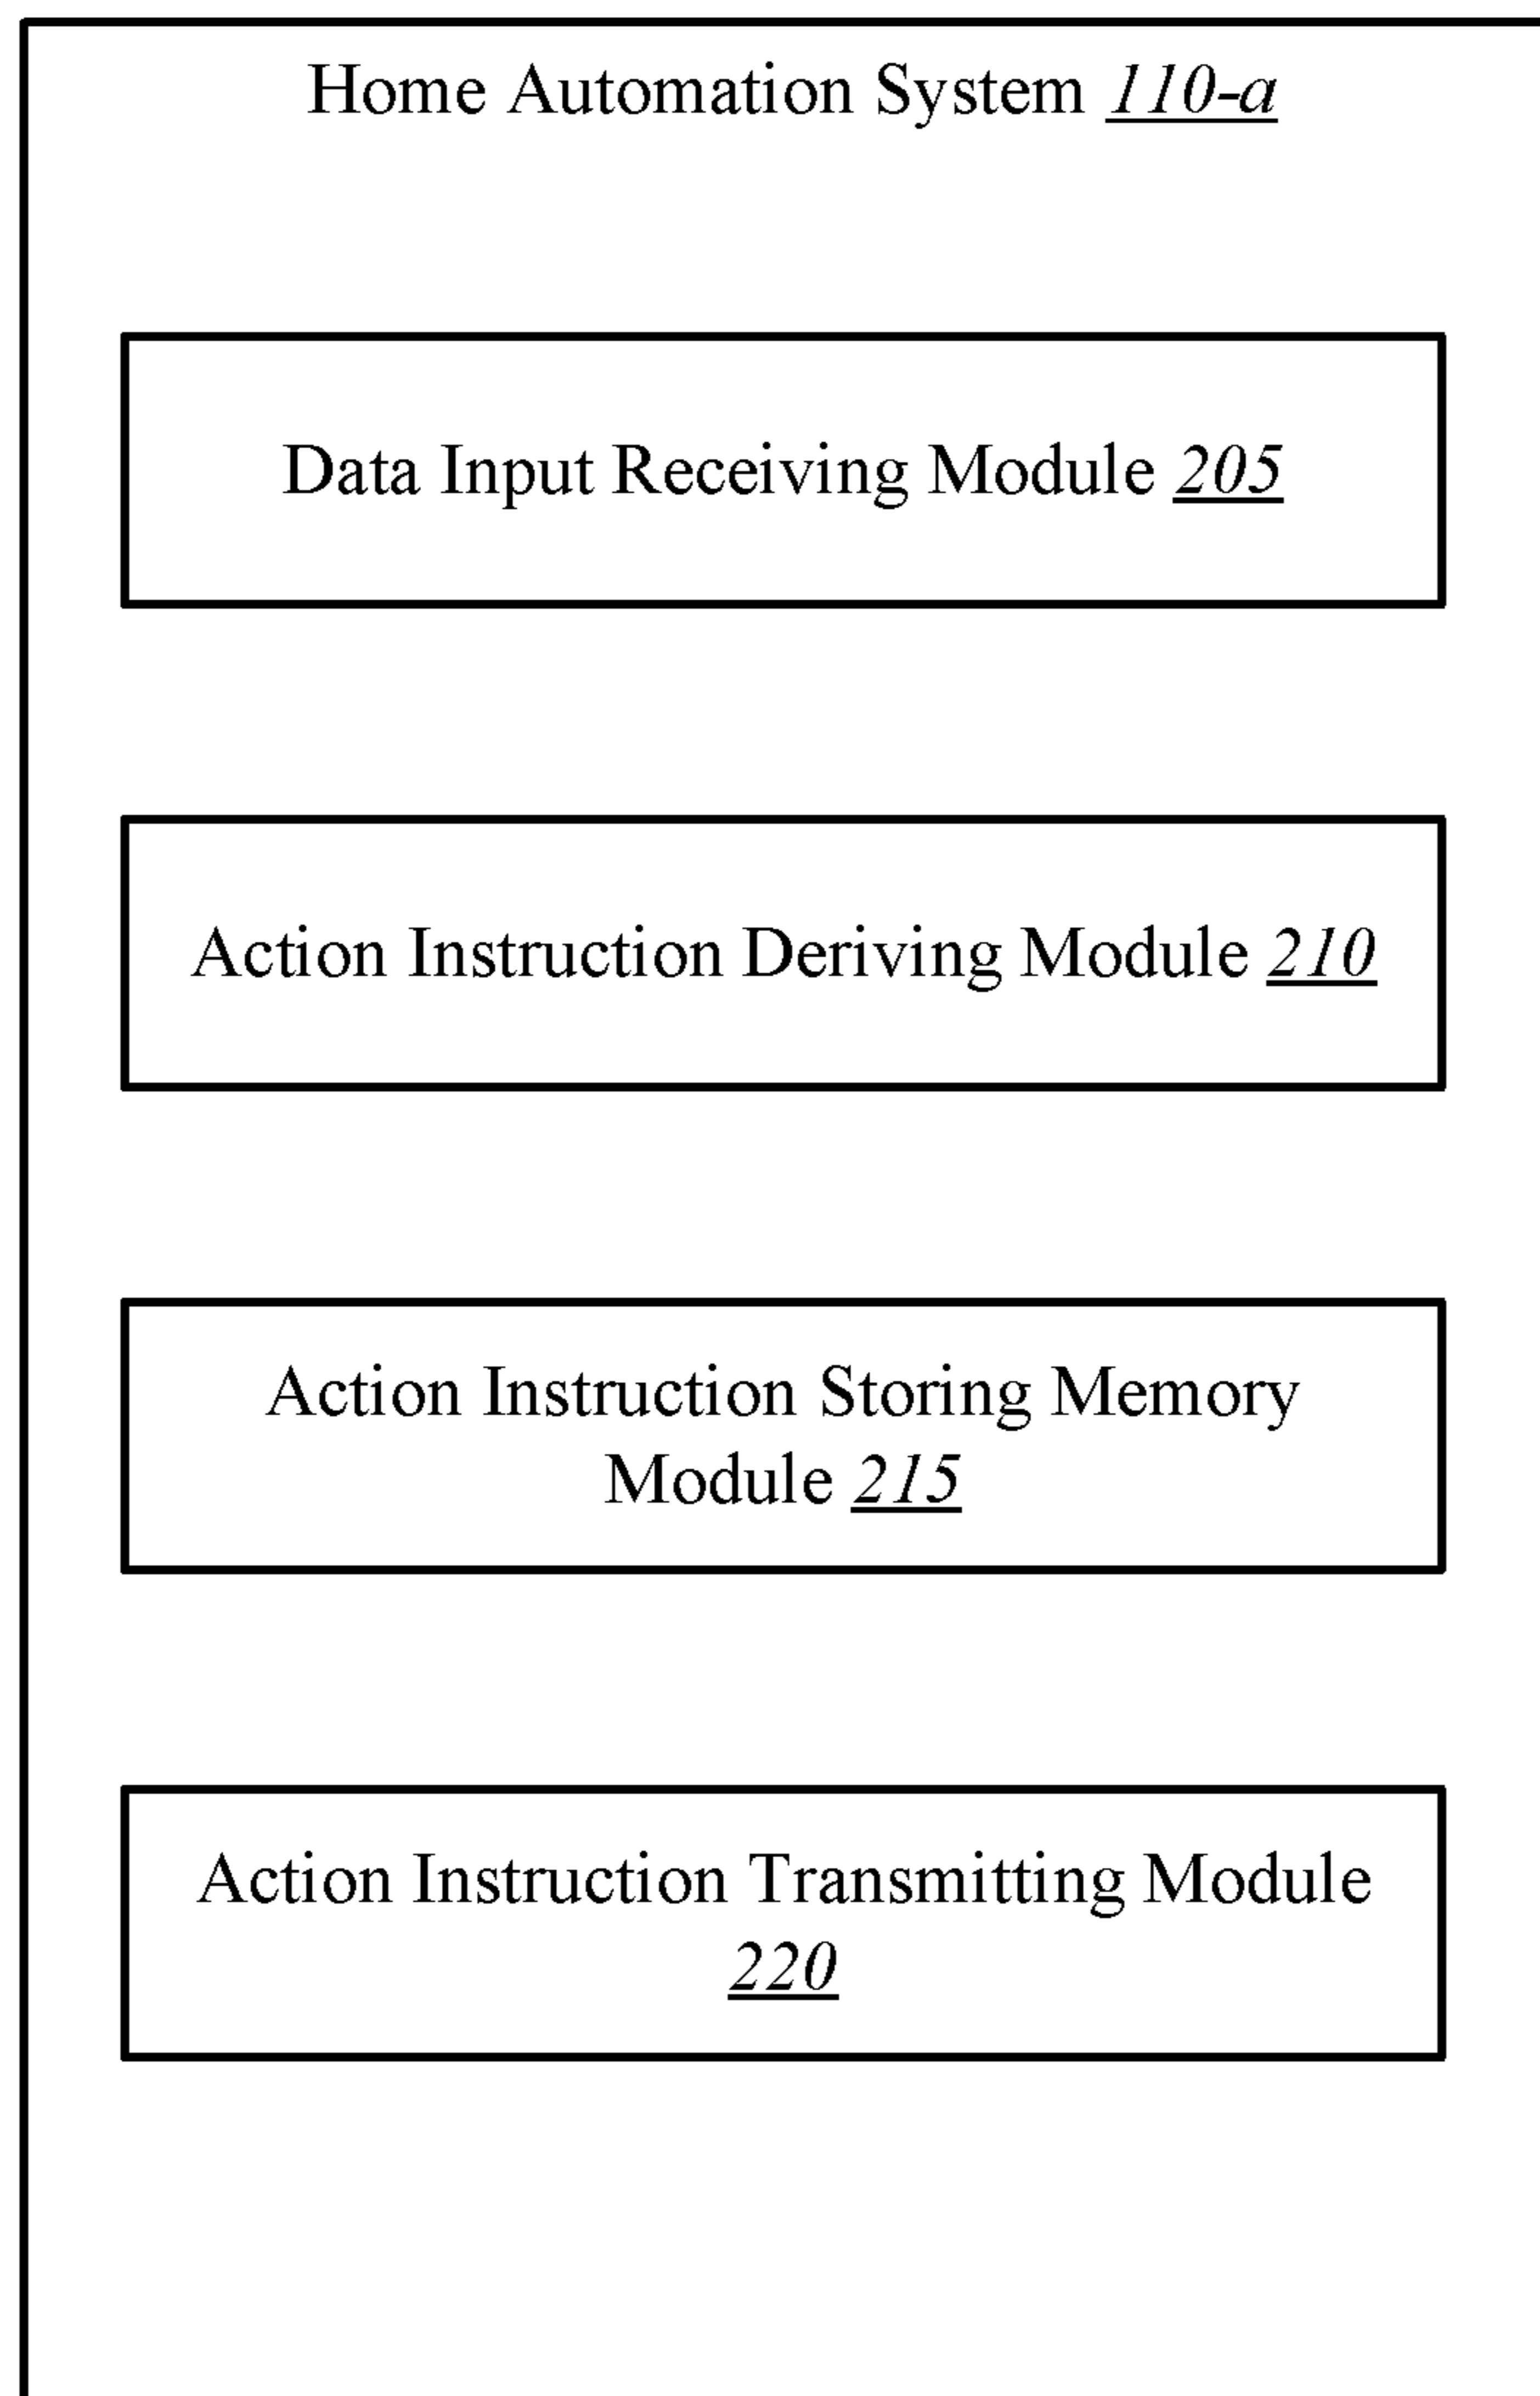 Home Automation System 110-a
Data Input Receiving Module 205
Action Instruction Deriving Module 210
Action Instruction Storing Memory
Module 215
Action Instruction Transmitting Module
220